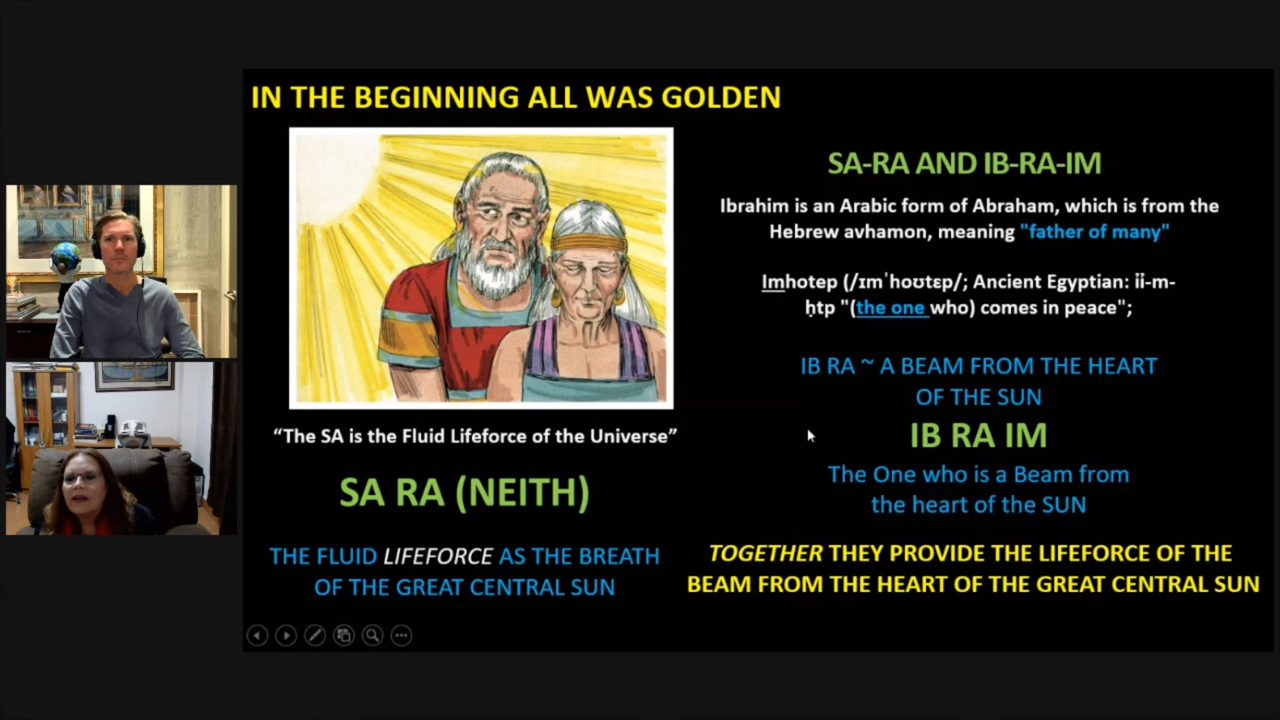 IN THE BEGINNING ALL WAS GOLDEN
“The SA is the Fluid Lifeforce of the Universe”
SA RA (NEITH)
THE FLUID LIFEFORCE AS THE BREATH
OF THE GREAT CENTRAL SUN
SA-RA AND IB-RA-IM
Ibrahim is an Arabic form of Abraham, which is from the
Hebrew avhamon, meaning "father of many"
Imhotep (/ɪmˈhoʊtɛp/; Ancient Egyptian: ỉỉ-m-
ḥtp "(the one who) comes in peace";
IB RA ~ A BEAM FROM THE HEART
OF THE SUN
IB RA IM
The One who is a Beam from
the heart of the SUN
TOGETHER THEY PROVIDE THE LIFEFORCE OF THE
BEAM FROM THE HEART OF THE GREAT CENTRAL SUN